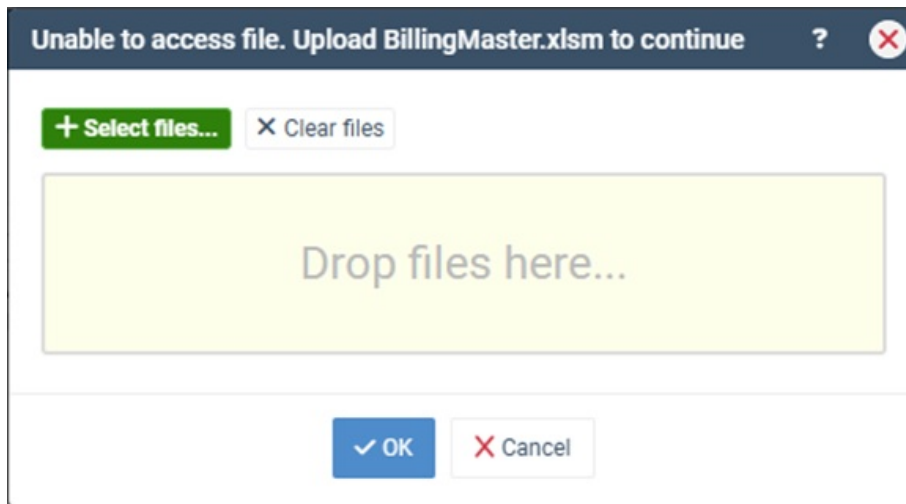 Unable to access file. Upload BillingMaster.xlsm to continue ?
+ Select files... X Clear files
Drop files here...
OK X Cancel